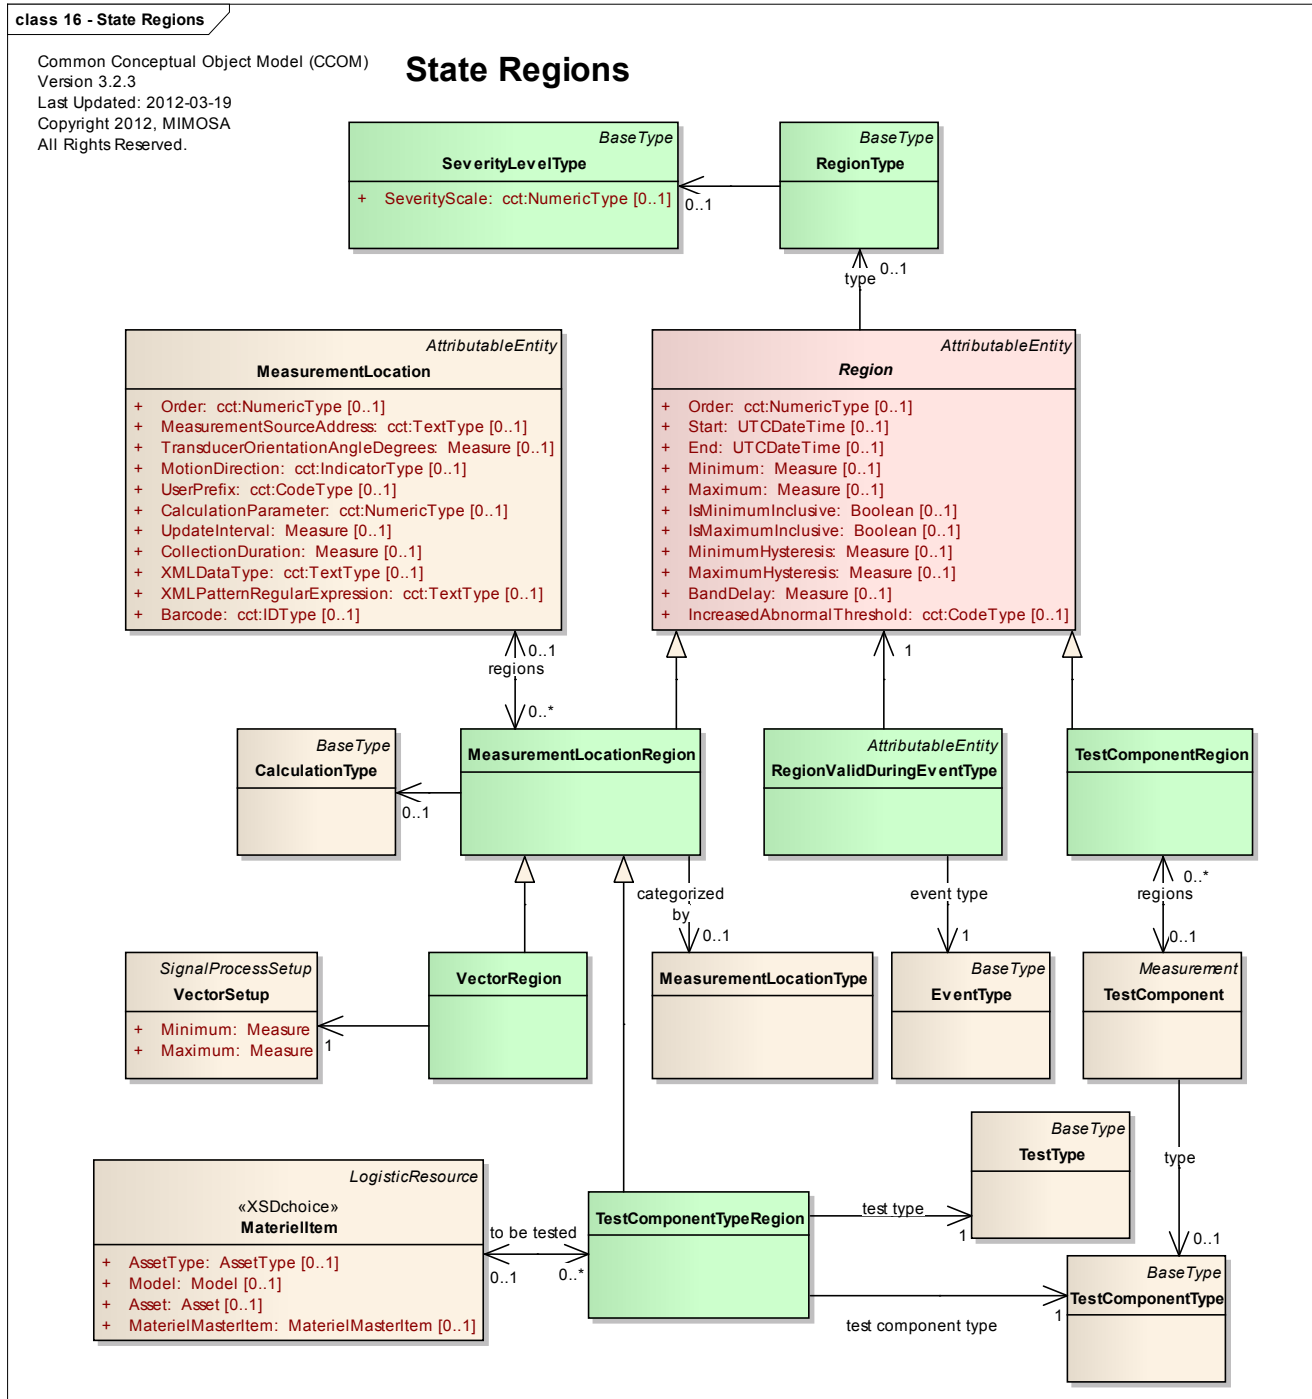 class 16 - State Regions
Common Conceptual Object Model (CCOM)
Version 3.2.3
Last Updated: 2012-03-19
Copyright 2012, MIMOSA
All Rights Reserved.
State Regions
BaseType
SeverityLevelType
+ SeverityScale: cct:NumericType [0..1]
BaseType
RegionType
0..1
type
0..1
AttributableEntity
MeasurementLocation
+ Order: cct:NumericType [0..1]
+ MeasurementSourceAddress: cct:TextType [0..1]
+ TransducerOrientationAngleDegrees: Measure [0..1]
+ MotionDirection: cct:IndicatorType [0..1]
+ UserPrefix: cct:CodeType [0..1]
+ CalculationParameter: cct:NumericType [0..1]
+ UpdateInterval: Measure [0..1]
+ CollectionDuration: Measure [0..1]
+ XMLDataType: cct:TextType [0..1]
+ XMLPatternRegularExpression: cct:TextType [0..1]
+ Barcode: cct:IDType [0..1]
AttributableEntity
Region
+ Order: cct:NumericType [0..1]
+ Start: UTCDateTime [0..1]
+ End: UTCDateTime [0..1]
+ Minimum: Measure [0..1]
+ Maximum: Measure [0..1]
+ IsMinimumInclusive: Boolean [0..1]
+ IsMaximumInclusive: Boolean [0..1]
+ MinimumHysteresis: Measure [0..1]
+ MaximumHysteresis: Measure [0..1]
+ BandDelay: Measure [0..1]
+ IncreasedAbnormalThreshold: cct:CodeType [0..1]
0..1
regions
0..*
1
BaseType
CalculationType
0..1
MeasurementLocationRegion
AttributableEntity
RegionValidDuringEventType
TestComponentRegion
categorized
by
0..1
event type
1
0..*
regions
0..1
SignalProcessSetup
VectorSetup
+ Minimum: Measure
+ Maximum: Measure
1
VectorRegion
MeasurementLocationType
BaseType
EventType
Measurement
TestComponent
type
0..1
BaseType
TestType
LogisticResource
«XSDchoice»
MaterielItem
+ AssetType: AssetType [0..1]
+ Model: Model [0..1]
+ Asset: Asset [0..1]
+ MaterielMasterItem: MaterielMasterItem [0..1]
to be tested
0..1
0..*
TestComponentTypeRegion
test type
1
test component type
1
BaseType
TestComponentType